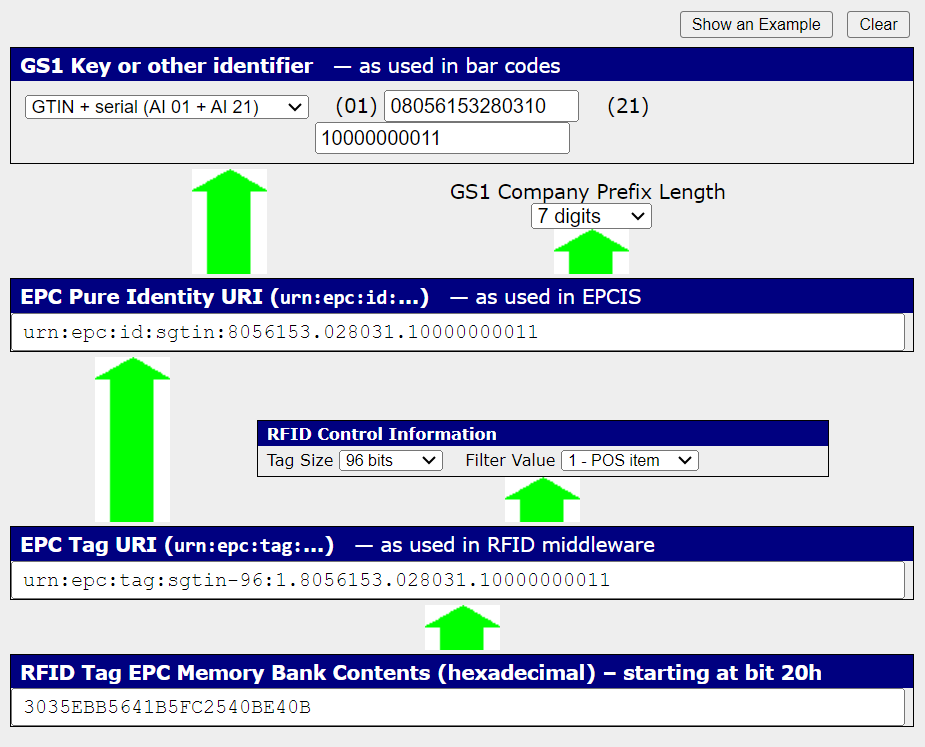 Show an Example Clear
GS1 Key or other identifier — as used in bar codes
GTIN + serial (AI 01 + AI 21) (01) 08056153280310 (21)
10000000011
GS1 Company Prefix Length
7 digits
EPC Pure Identity URI (urn:epc:id:...) — as used in EPCIS
urn:epc:id:sgtin:8056153.028031.10000000011
RFID Control Information
Tag Size 96 bits Filter Value 1 - POS item
EPC Tag URI (urn:epc:tag:...) — as used in RFID middleware
urn:epc:tag:sgtin-96:1.8056153.028031.10000000011
RFID Tag EPC Memory Bank Contents (hexadecimal) – starting at bit 20h
3035EBB5641B5FC2540BE40B